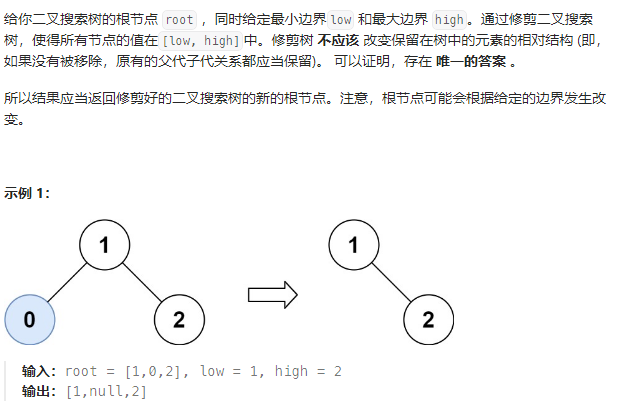 给你二叉搜索树的根节点 root ，同时给定最小边界 low 和最大边界 high。通过修剪二叉搜索
树，使得所有节点的值在[low, high]中。修剪树 不应该 改变保留在树中的元素的相对结构 (即，
如果没有被移除，原有的父代子代关系都应当保留)。 可以证明，存在 唯一的答案 。
所以结果应当返回修剪好的二叉搜索树的新的根节点。注意，根节点可能会根据给定的边界发生改
变。
示例 1：
1 1
0 2 2
输入：root = [1,0,2], low = 1, high = 2
输出：[1,null,2]